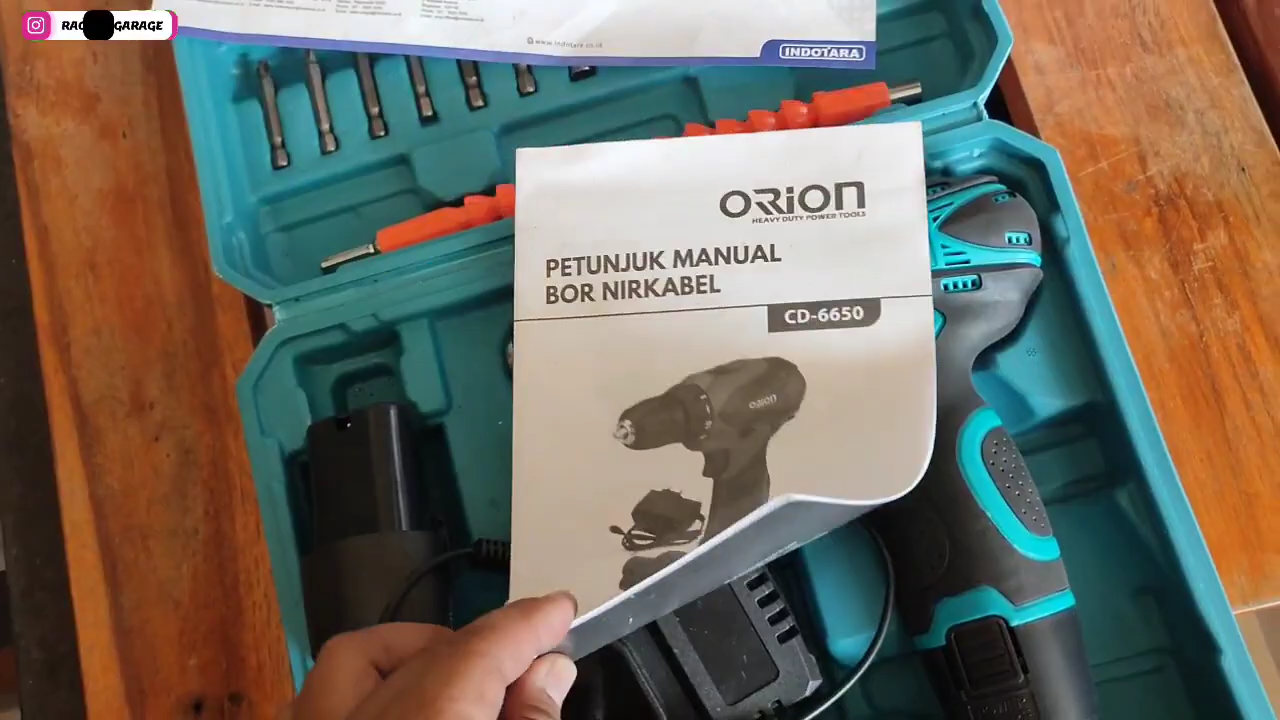 GARAGE
www.indotara.co.id
INDOTARA
ORION
HEAVY DUTY POWER TOOLS
PETUNJUK MANUAL
BOR NIRKABEL
CD-6650
ORION